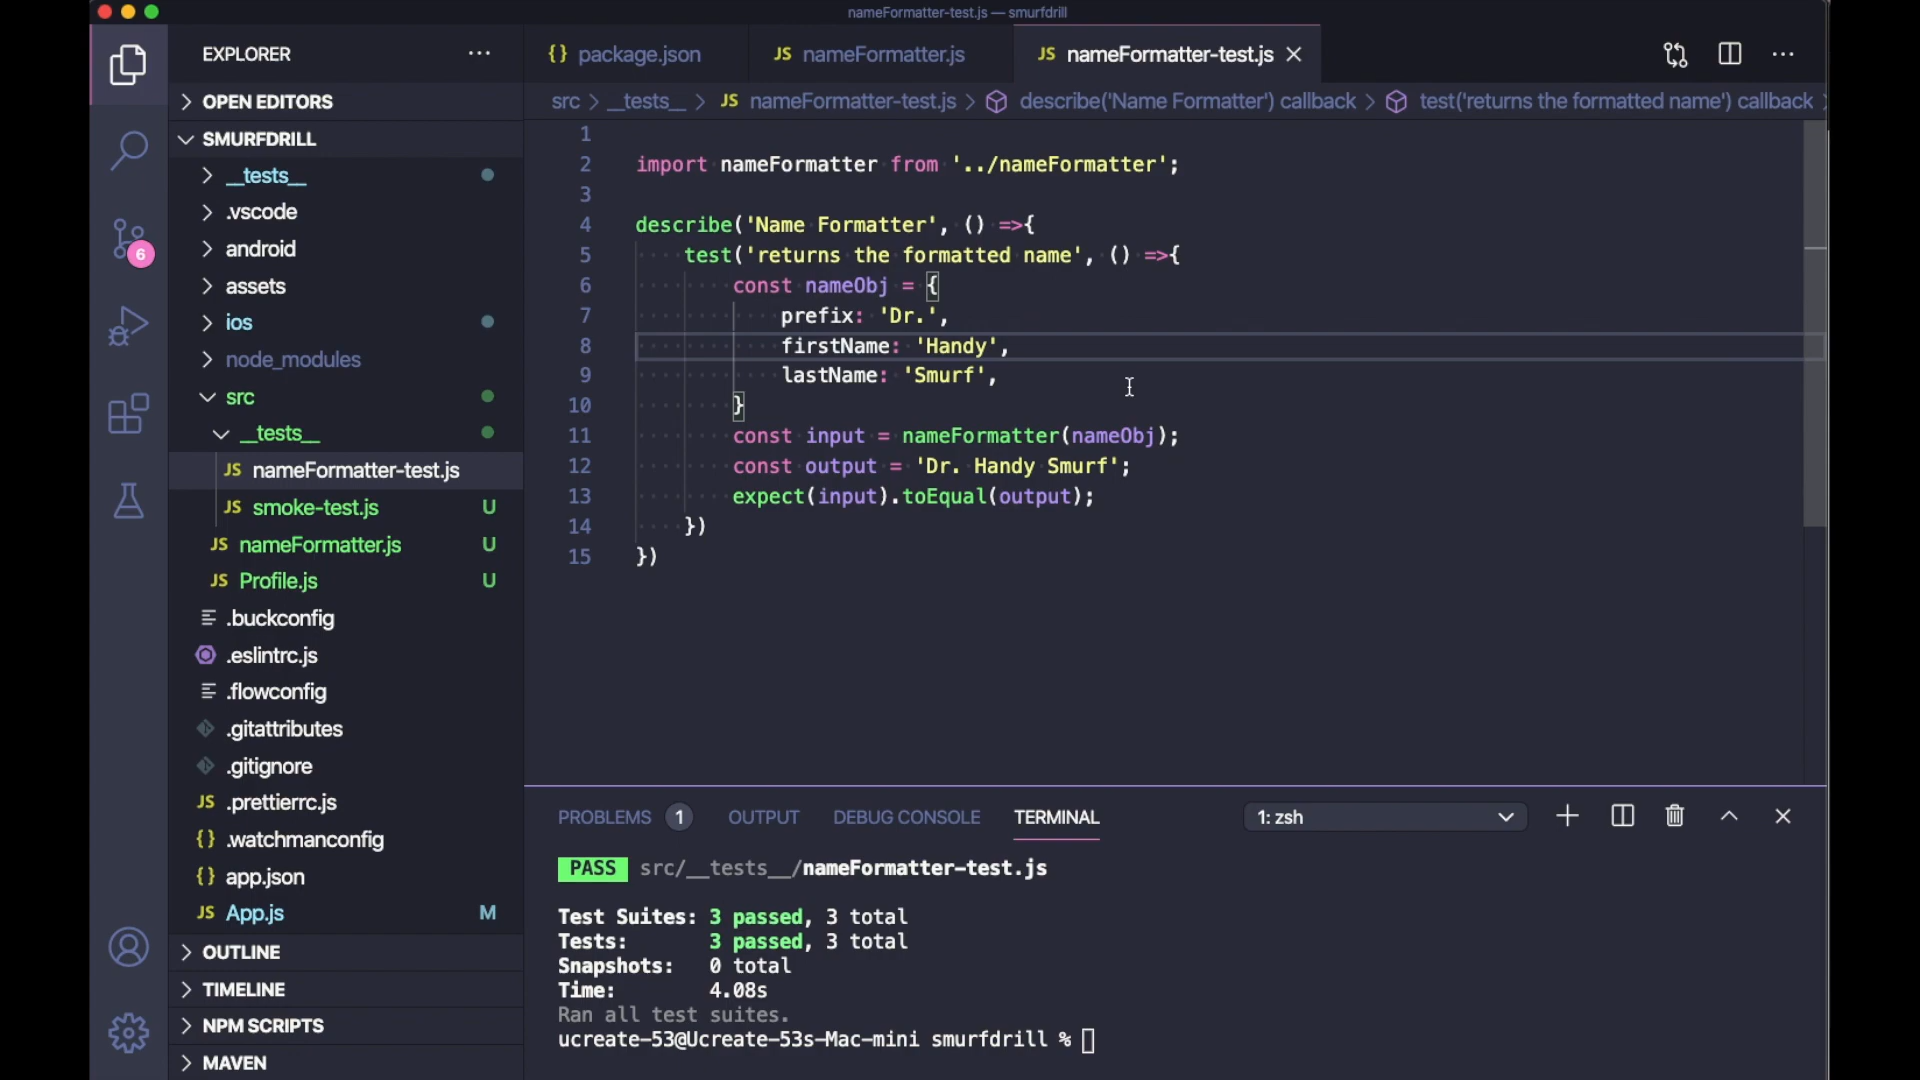 nameFormatter-test.js — smurfdrill
EXPLORER
OPEN EDITORS
SMURFDRILL
__tests__
.vscode
android
assets
ios
node_modules
src
__tests__
JS nameFormatter-test.js
JS smoke-test.js U
JS nameFormatter.js U
JS Profile.js U
.buckconfig
.eslintrc.js
.flowconfig
.gitattributes
.gitignore
JS .prettierrc.js
{} .watchmanconfig
{} app.json
JS App.js M
OUTLINE
TIMELINE
NPM SCRIPTS
MAVEN
6
{} package.json
JS nameFormatter.js
JS nameFormatter-test.js
src > __tests__ > JS nameFormatter-test.js > describe('Name Formatter') callback > test('returns the formatted name') callback
1
2 import nameFormatter from '../nameFormatter';
3
4 describe('Name Formatter', () =>{
5 test('returns the formatted name', () =>{
6 const nameObj = {
7 prefix: 'Dr.',
8 firstName: 'Handy',
9 lastName: 'Smurf',
10 }
11 const input = nameFormatter(nameObj);
12 const output = 'Dr. Handy Smurf';
13 expect(input).toEqual(output);
14 })
15 })
PROBLEMS 1 OUTPUT DEBUG CONSOLE TERMINAL 1: zsh
PASS src/__tests__/nameFormatter-test.js
Test Suites: 3 passed, 3 total
Tests: 3 passed, 3 total
Snapshots: 0 total
Time: 4.08s
Ran all test suites.
ucreate-53@Ucreate-53s-Mac-mini smurfdrill %